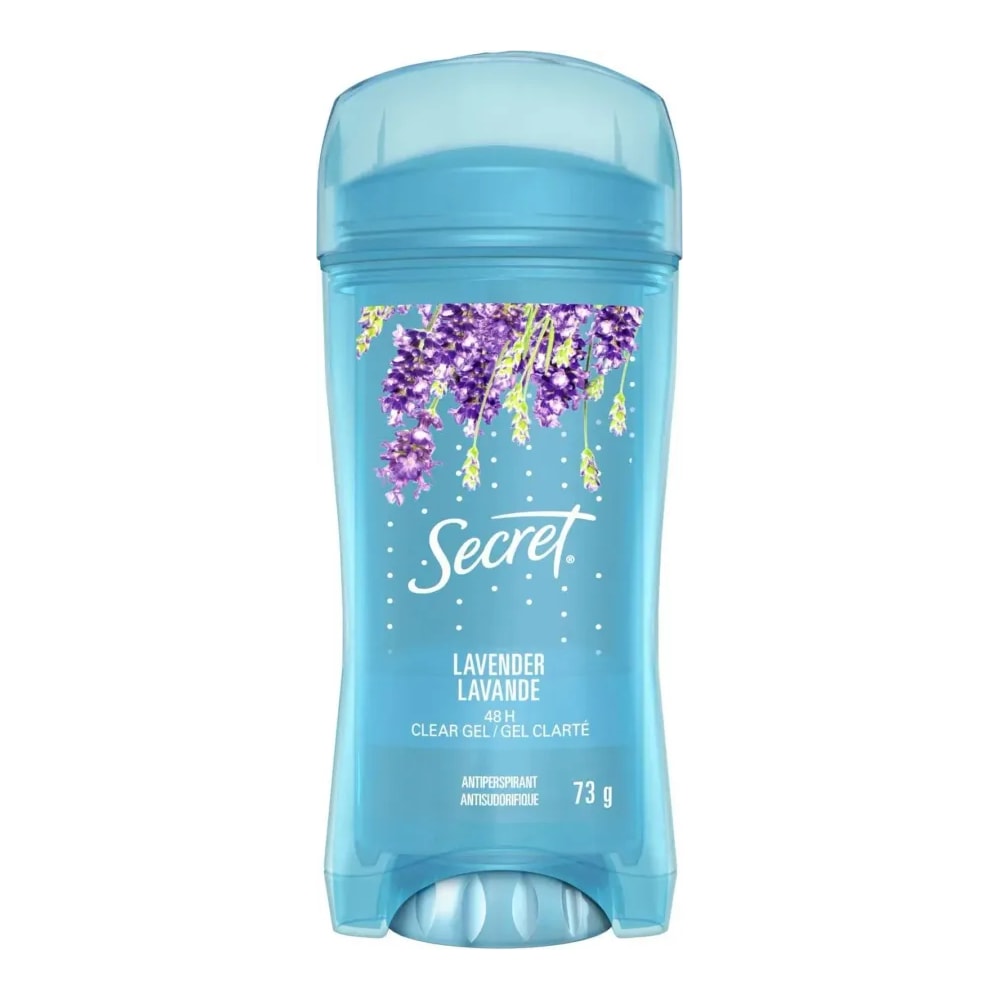 Secret®
LAVENDER
LAVANDE
48 H
CLEAR GEL / GEL CLARTÉ
ANTIPERSPIRANT
ANTISUDORIFIQUE
73 g